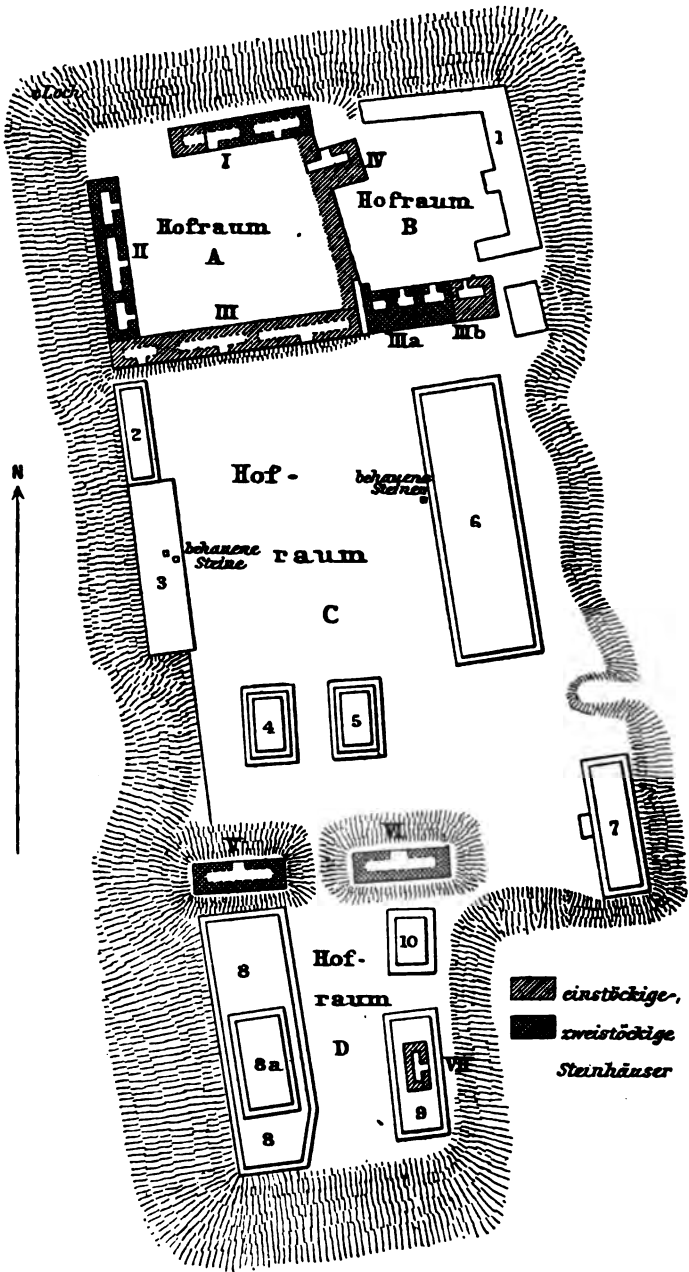 Loch
I
1
IV
Hofraum
A
Hofraum
B
II
III
IIIa
IIIb
2
Hof-
behauene
Steinen
6
N
behauene
Steine
raum
3
C
4
5
V
VI
7
8
Hof-
raum
10
D
8a
VII
9
8
einstöckige,
zweistöckige
Steinhäuser